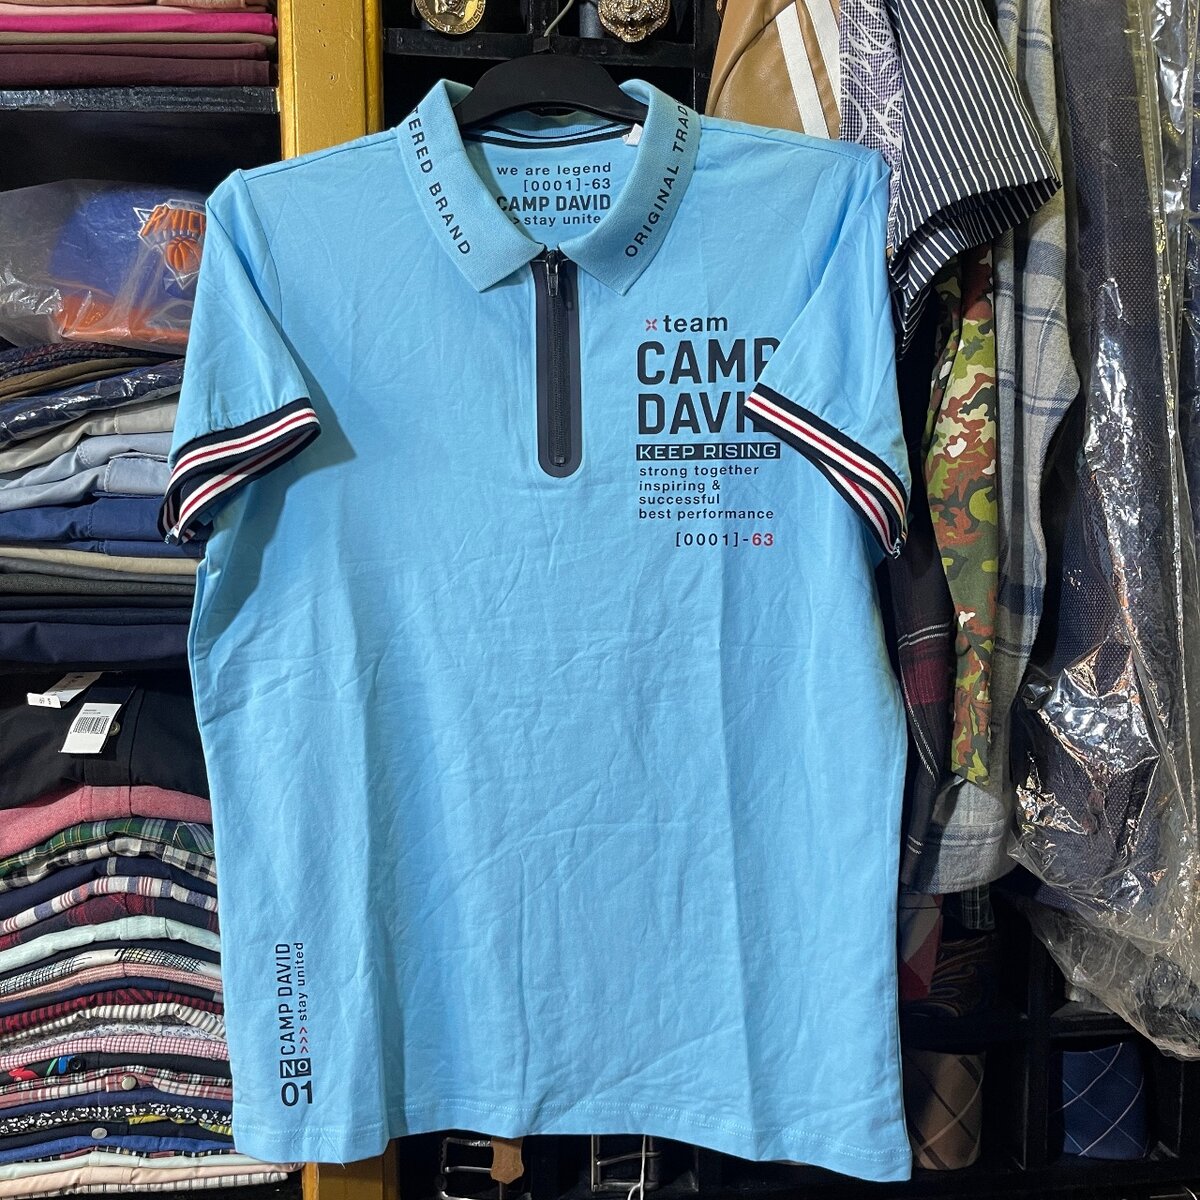 TERED BRAND
ORIGINAL TRAD
we are legend
[0001]-63
CAMP DAVID
> stay unite
team
CAMP
DAVI
KEEP RISING
strong together
inspiring &
successful
best performance
[0001]-63
CAMP DAVID
>>> stay united
NO
01